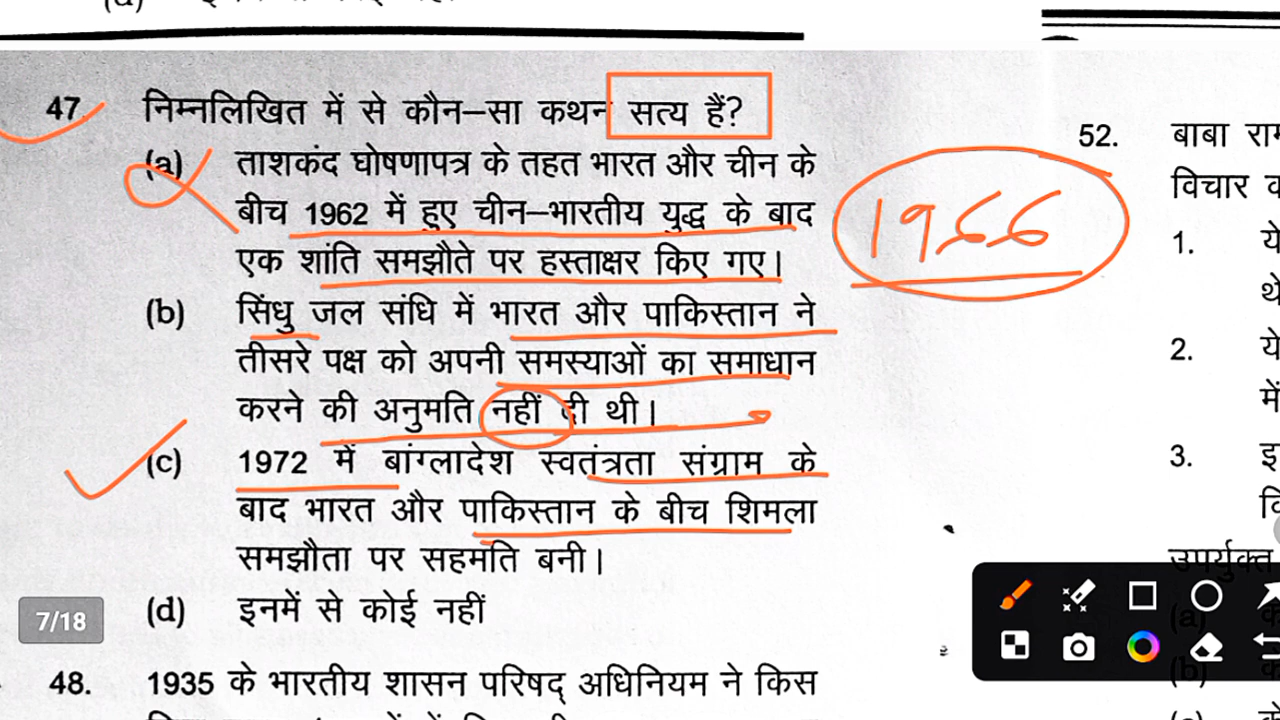 47.
निम्नलिखित में से कौन–सा कथन सत्य हैं?
(a) ताशकंद घोषणापत्र के तहत भारत और चीन के
बीच 1962 में हुए चीन–भारतीय युद्ध के बाद
एक शांति समझौते पर हस्ताक्षर किए गए।
(b) सिंधु जल संधि में भारत और पाकिस्तान ने
तीसरे पक्ष को अपनी समस्याओं का समाधान
करने की अनुमति नहीं दी थी।
(c) 1972 में बांग्लादेश स्वतंत्रता संग्राम के
बाद भारत और पाकिस्तान के बीच शिमला
समझौता पर सहमति बनी।
(d) इनमें से कोई नहीं
48. 1935 के भारतीय शासन परिषद् अधिनियम ने किस
1966
52. बाबा
विचार
1.
2.
3.
उपर्युक्त
(a)
(b)
7/18